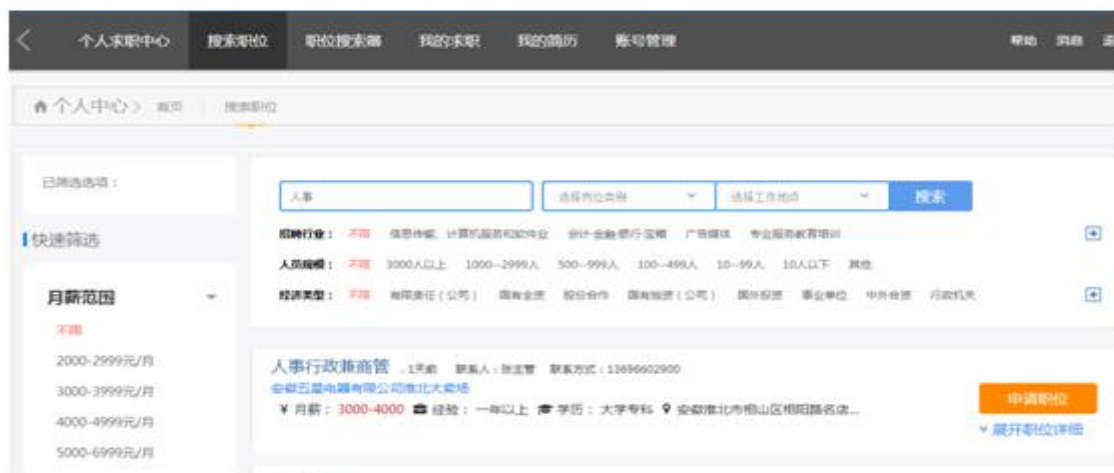 个人求职中心 搜索职位 职位搜索器 我的求职 我的简历 账号管理 帮助 消息
个人中心> 首页 | 搜索职位
已筛选选项：
人事 选择岗位类别 选择工作地点 搜索
快速筛选
招聘行业： 不限 信息传输、计算机服务和软件业 会计·金融·银行·宝险 广告媒体 专业服务教育培训
人员规模： 不限 3000人以上 1000--2999人 500--999人 100--499人 10--99人 10人以下 其他
经济类型： 不限 有限责任（公司） 国有全资 股份合作 国有独资（公司） 国外投资 事业单位 中外合资 行政机关
月薪范围
不限
2000-2999元/月
3000-3999元/月
4000-4999元/月
5000-6999元/月
人事行政兼商管 . 1天前 联系人：张主管 联系方式：13696602900
安徽五星电器有限公司淮北大卖场
¥ 月薪： 3000-4000 经验： 一年以上 学历： 大学专科 安徽淮北市相山区相阳路名店...
申请职位
展开职位详细